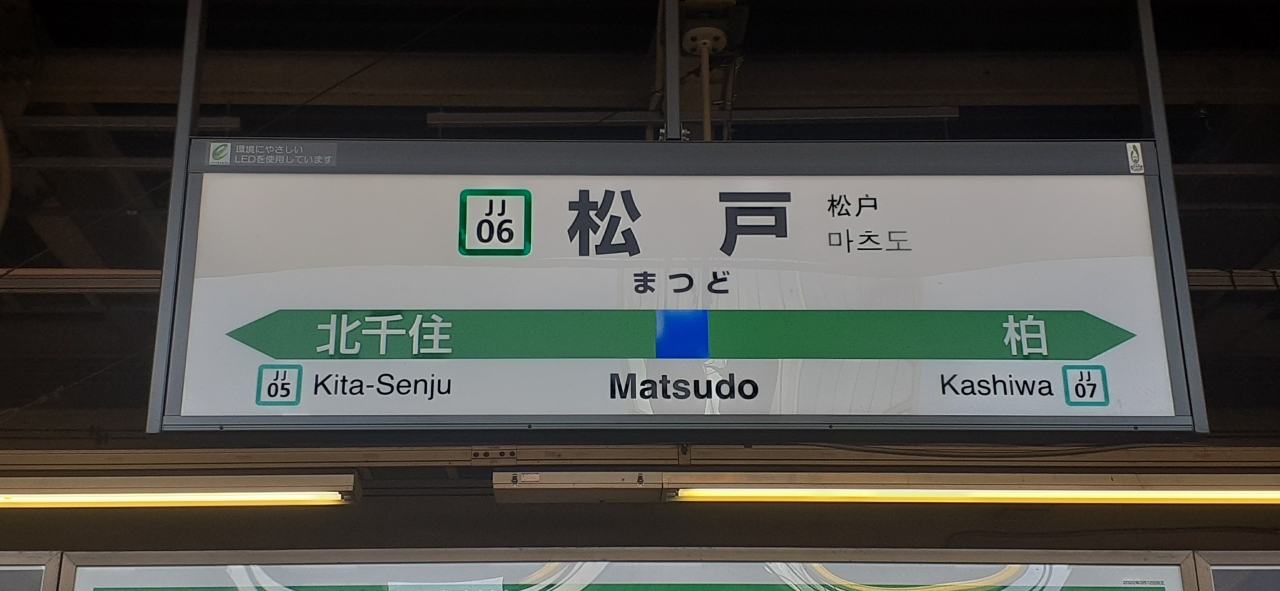 環境にやさしい
LEDを使用しています
JJ
06
松戸
松户
마츠도
まつど
北千住
柏
JJ
05
Kita-Senju
Matsudo
Kashiwa
JJ
07